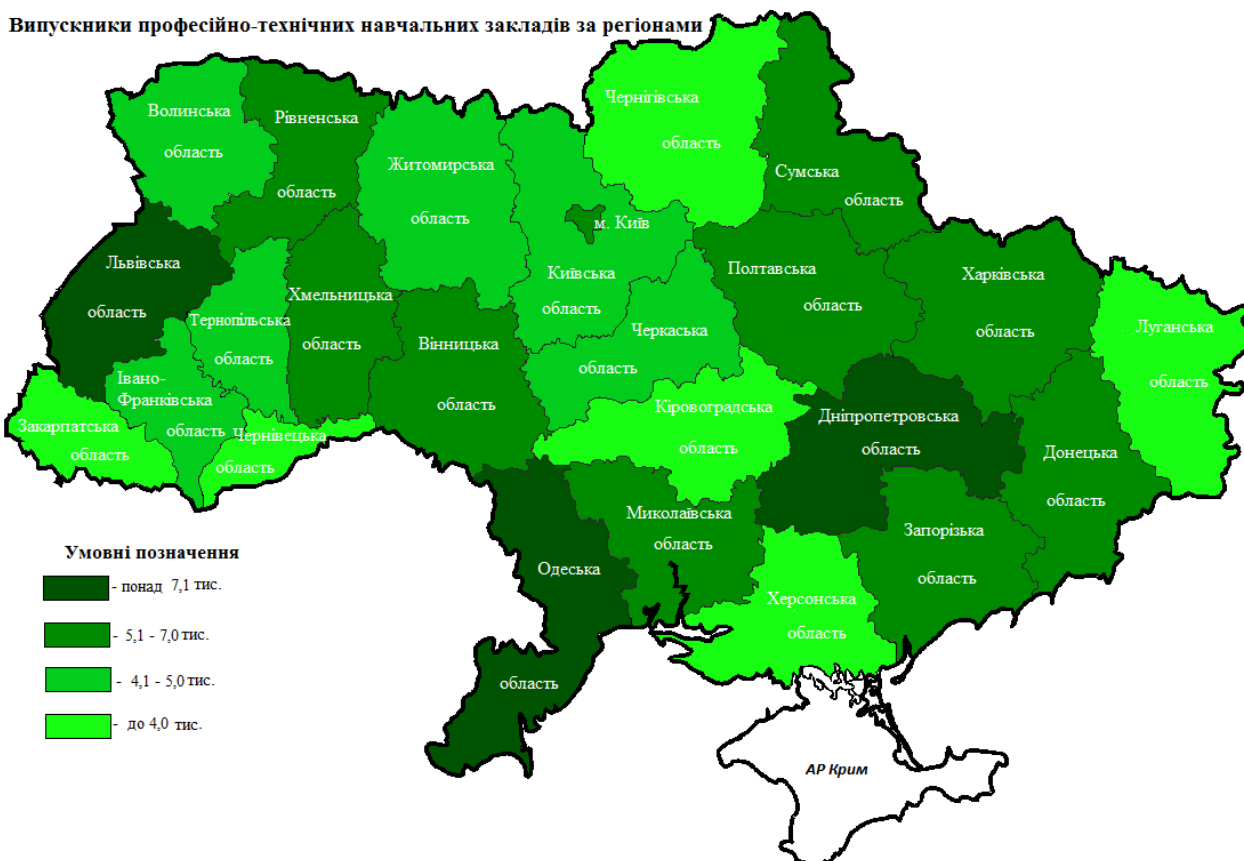 Випускники професійно-технічних навчальних закладів за регіонами
Волинська
область
Рівненська
область
Житомирська
область
Чернігівська
область
Сумська
область
м. Київ
Київська
область
Львівська
область
Тернопільська
область
Хмельницька
область
Вінницька
область
Черкаська
область
Полтавська
область
Харківська
область
Луганська
область
Івано-
Франківська
область
Закарпатська
область
Чернівецька
область
Кіровоградська
область
Дніпропетровська
область
Донецька
область
Миколаївська
область
Запорізька
область
Одеська
область
Херсонська
область
АР Крим
Умовні позначення
- понад 7,1 тис.
- 5,1 - 7,0 тис.
- 4,1 - 5,0 тис.
- до 4,0 тис.